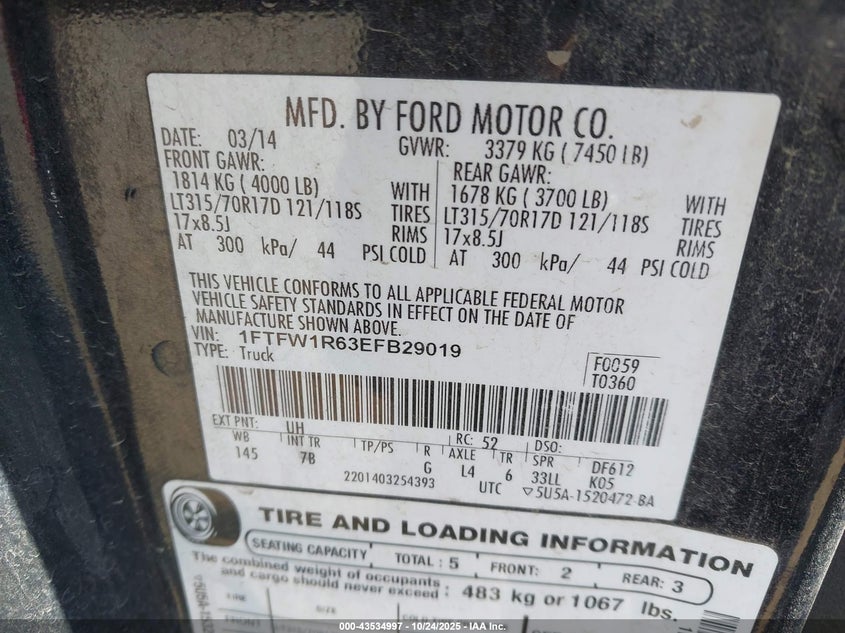 MFD. BY FORD MOTOR CO.
DATE: 03/14 GVWR: 3379 KG ( 7450 LB)
FRONT GAWR: REAR GAWR:
1814 KG ( 4000 LB) WITH 1678 KG ( 3700 LB) WITH
LT315/70R17D 121/118S TIRES LT315/70R17D 121/118S TIRES
17x8.5J RIMS 17x8.5J RIMS
AT 300 kPa/ 44 PSI COLD AT 300 kPa/ 44 PSI COLD
THIS VEHICLE CONFORMS TO ALL APPLICABLE FEDERAL MOTOR
VEHICLE SAFETY STANDARDS IN EFFECT ON THE DATE OF
MANUFACTURE SHOWN ABOVE.
VIN: 1FTFW1R63EFB29019
TYPE: Truck
F0059
T0360
EXT PNT: UH RC: 52 DSO:
WB INT TR TP/PS R AXLE TR SPR DF612
145 7B G L4 6 33LL K05
2201403254393 UTC ▽5U5A-1520472-BA
TIRE AND LOADING INFORMATION
SEATING CAPACITY TOTAL : 5 FRONT: 2 REAR: 3
The combined weight of occupants
and cargo should never exceed : 483 kg or 1067 lbs.
TIRE SIZE
FRONT
000-43534997 - 10/24/2025 - IAA Inc.